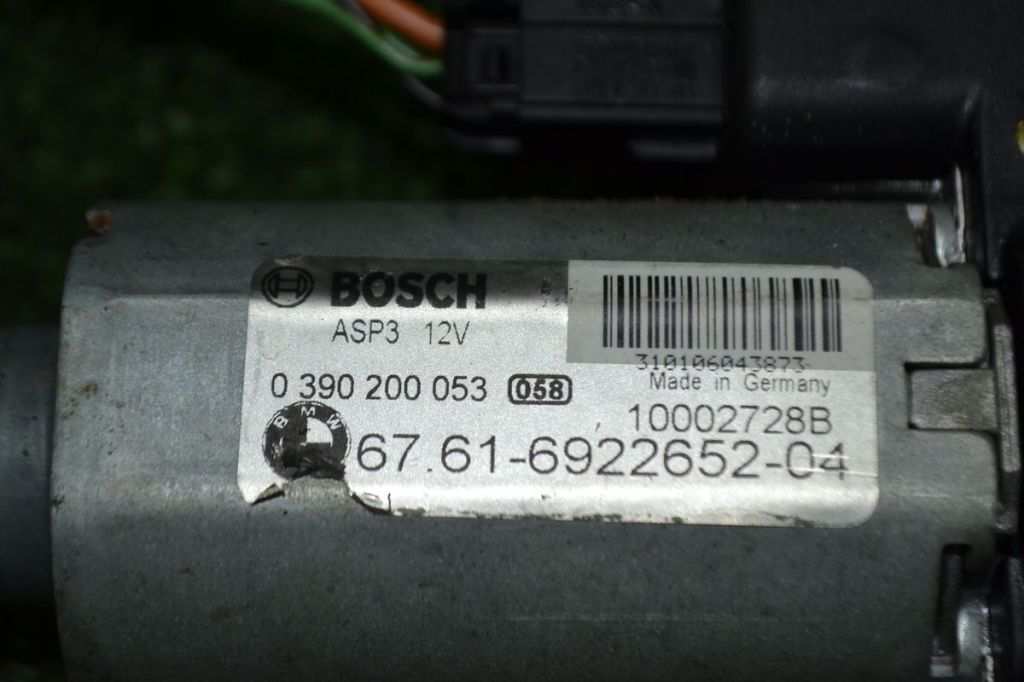 BOSCH
ASP3 12V
310106043873
Made in Germany
0 390 200 053 058
10002728B
BMW
67.61-6922652-04